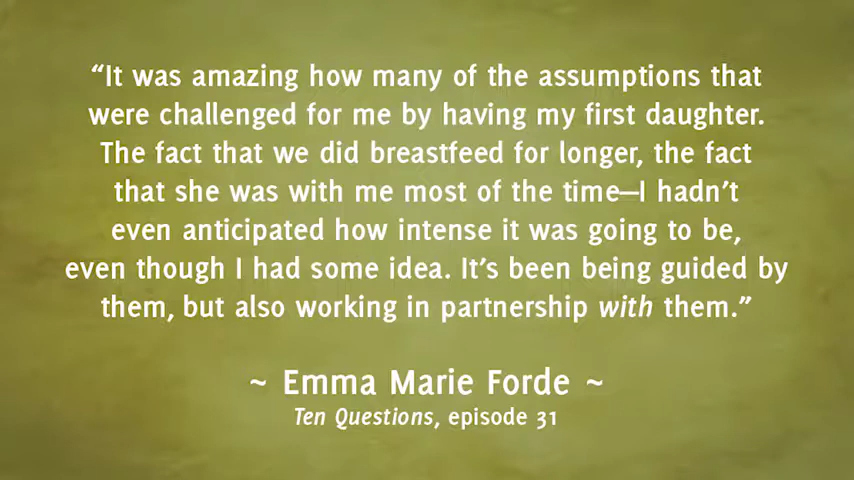 “It was amazing how many of the assumptions that
were challenged for me by having my first daughter.
The fact that we did breastfeed for longer, the fact
that she was with me most of the time—I hadn’t
even anticipated how intense it was going to be,
even though I had some idea. It’s been being guided by
them, but also working in partnership with them.”
~ Emma Marie Forde ~
Ten Questions, episode 31